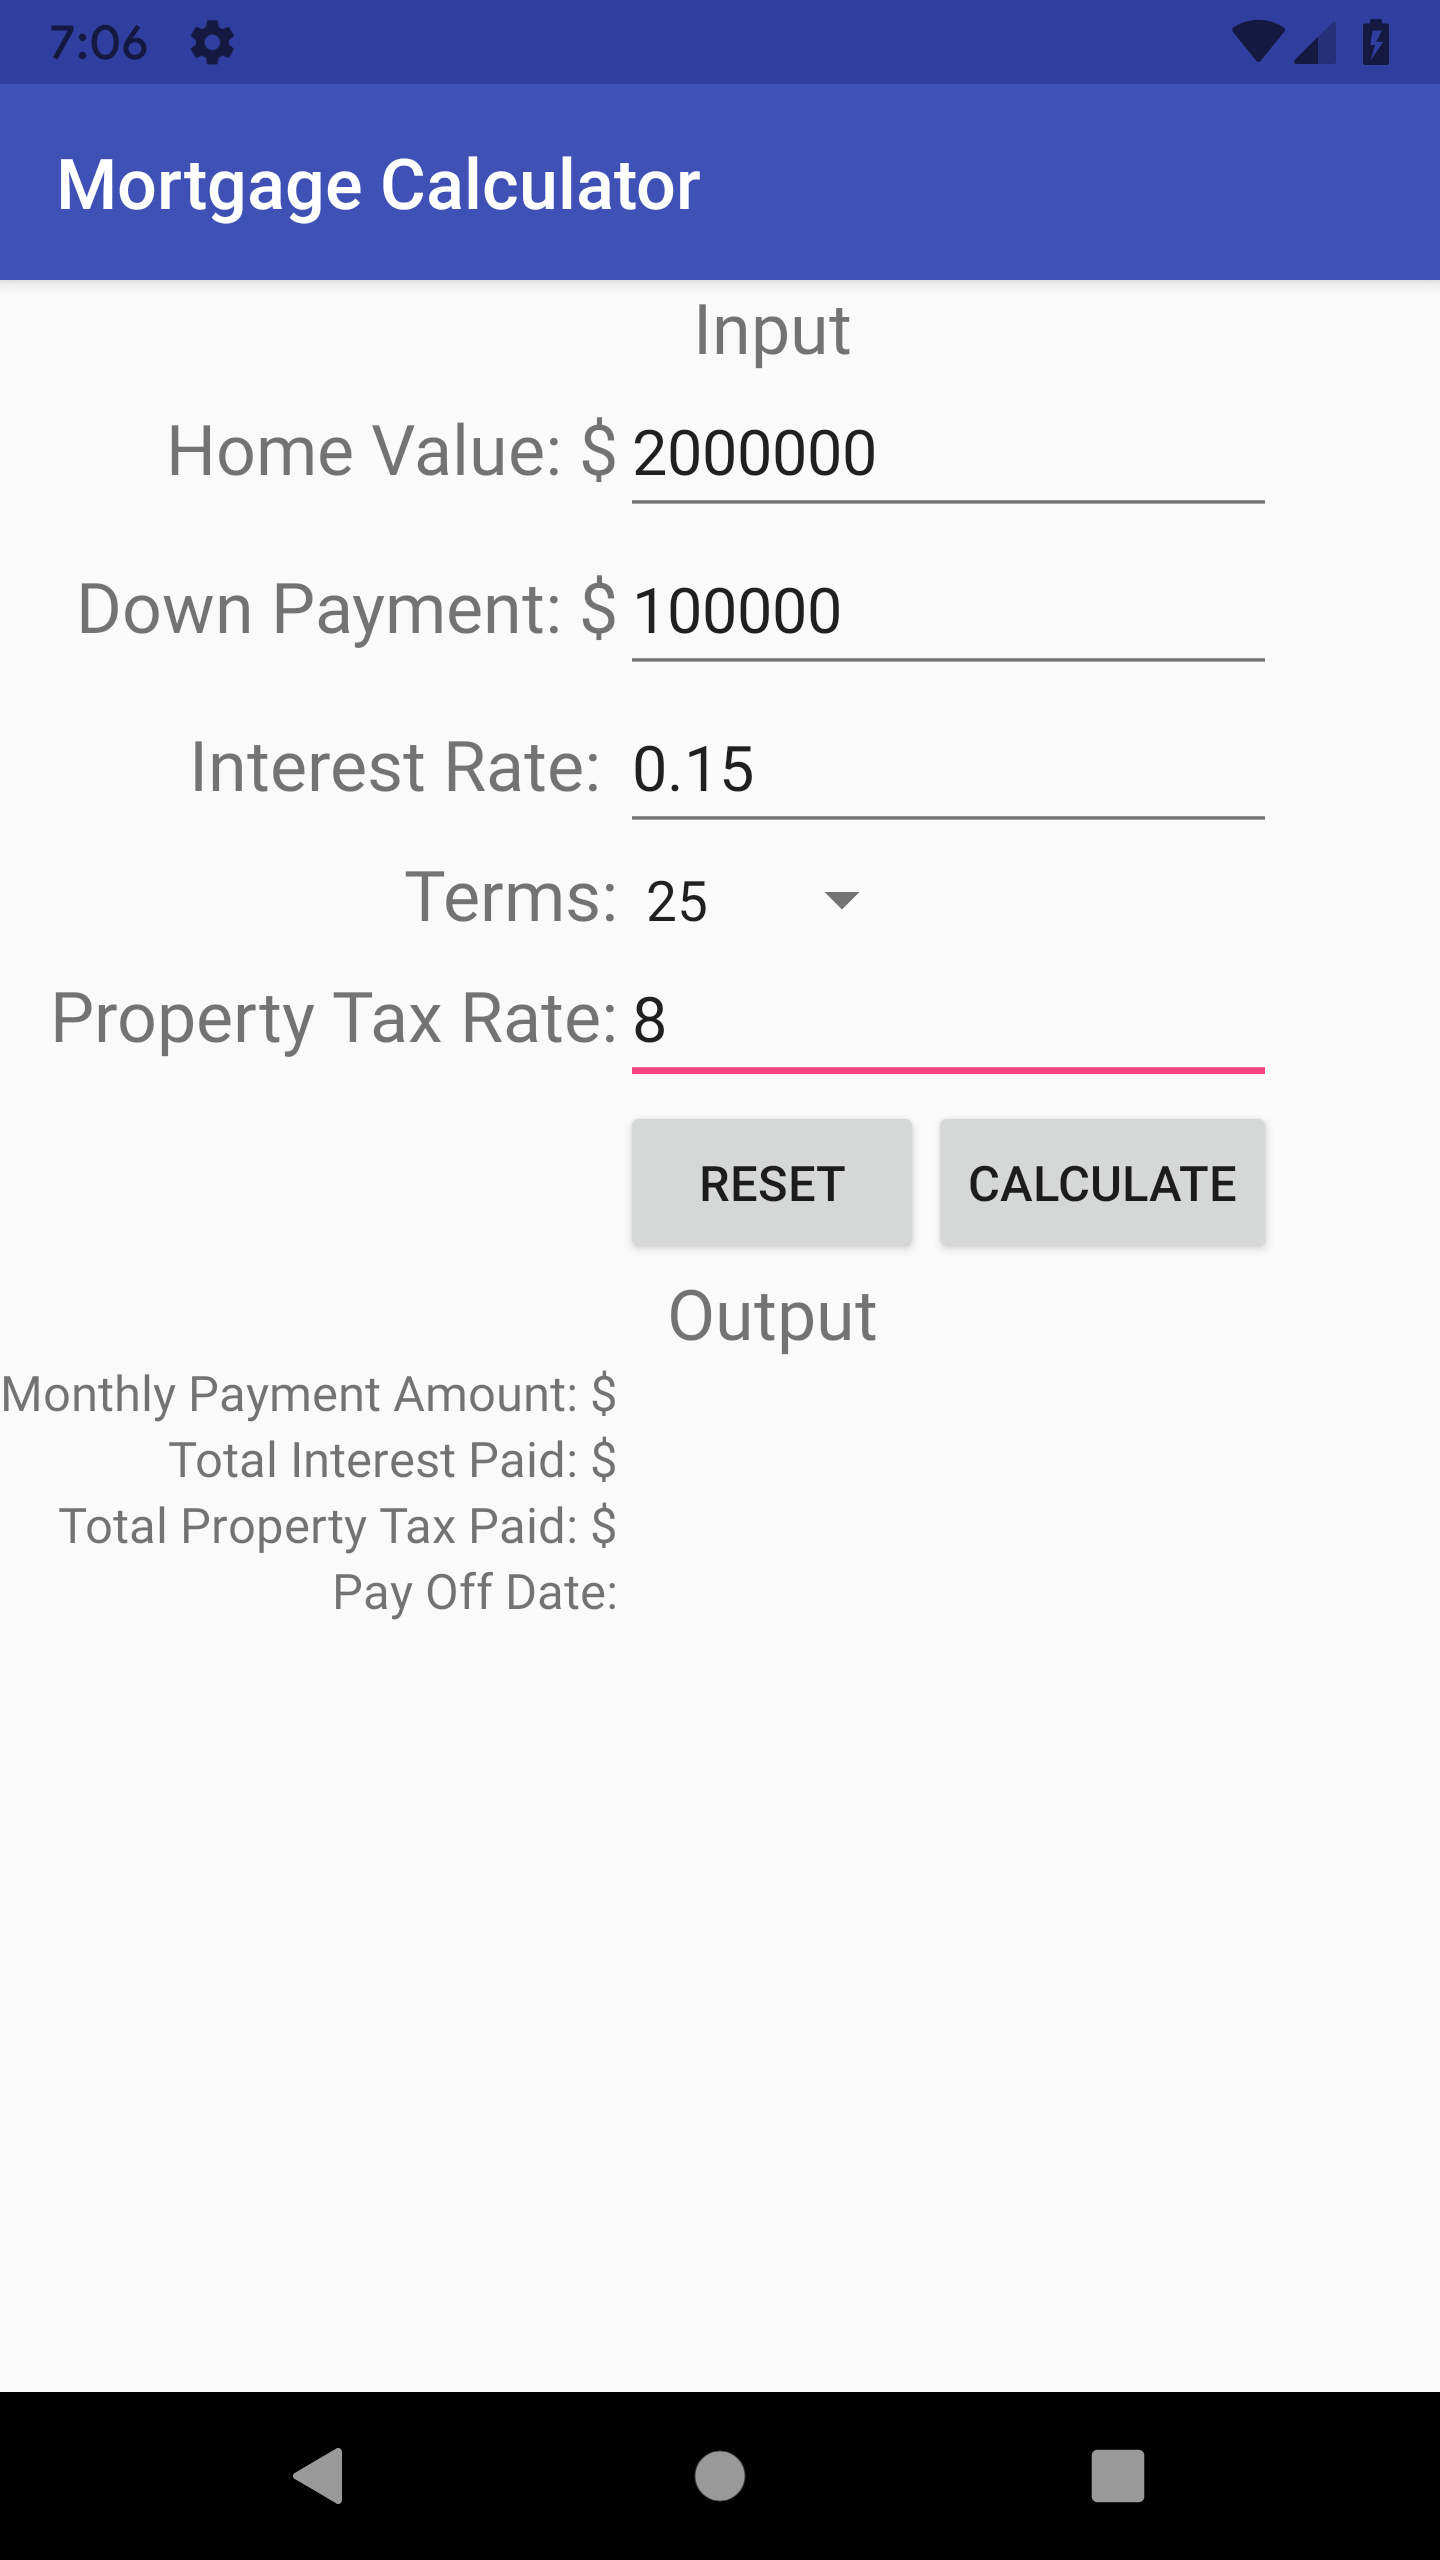 7:06
Mortgage Calculator
Input
Home Value: $ 2000000
Down Payment: $ 100000
Interest Rate: 0.15
Terms: 25
Property Tax Rate: 8
RESET CALCULATE
Output
Monthly Payment Amount: $
Total Interest Paid: $
Total Property Tax Paid: $
Pay Off Date: